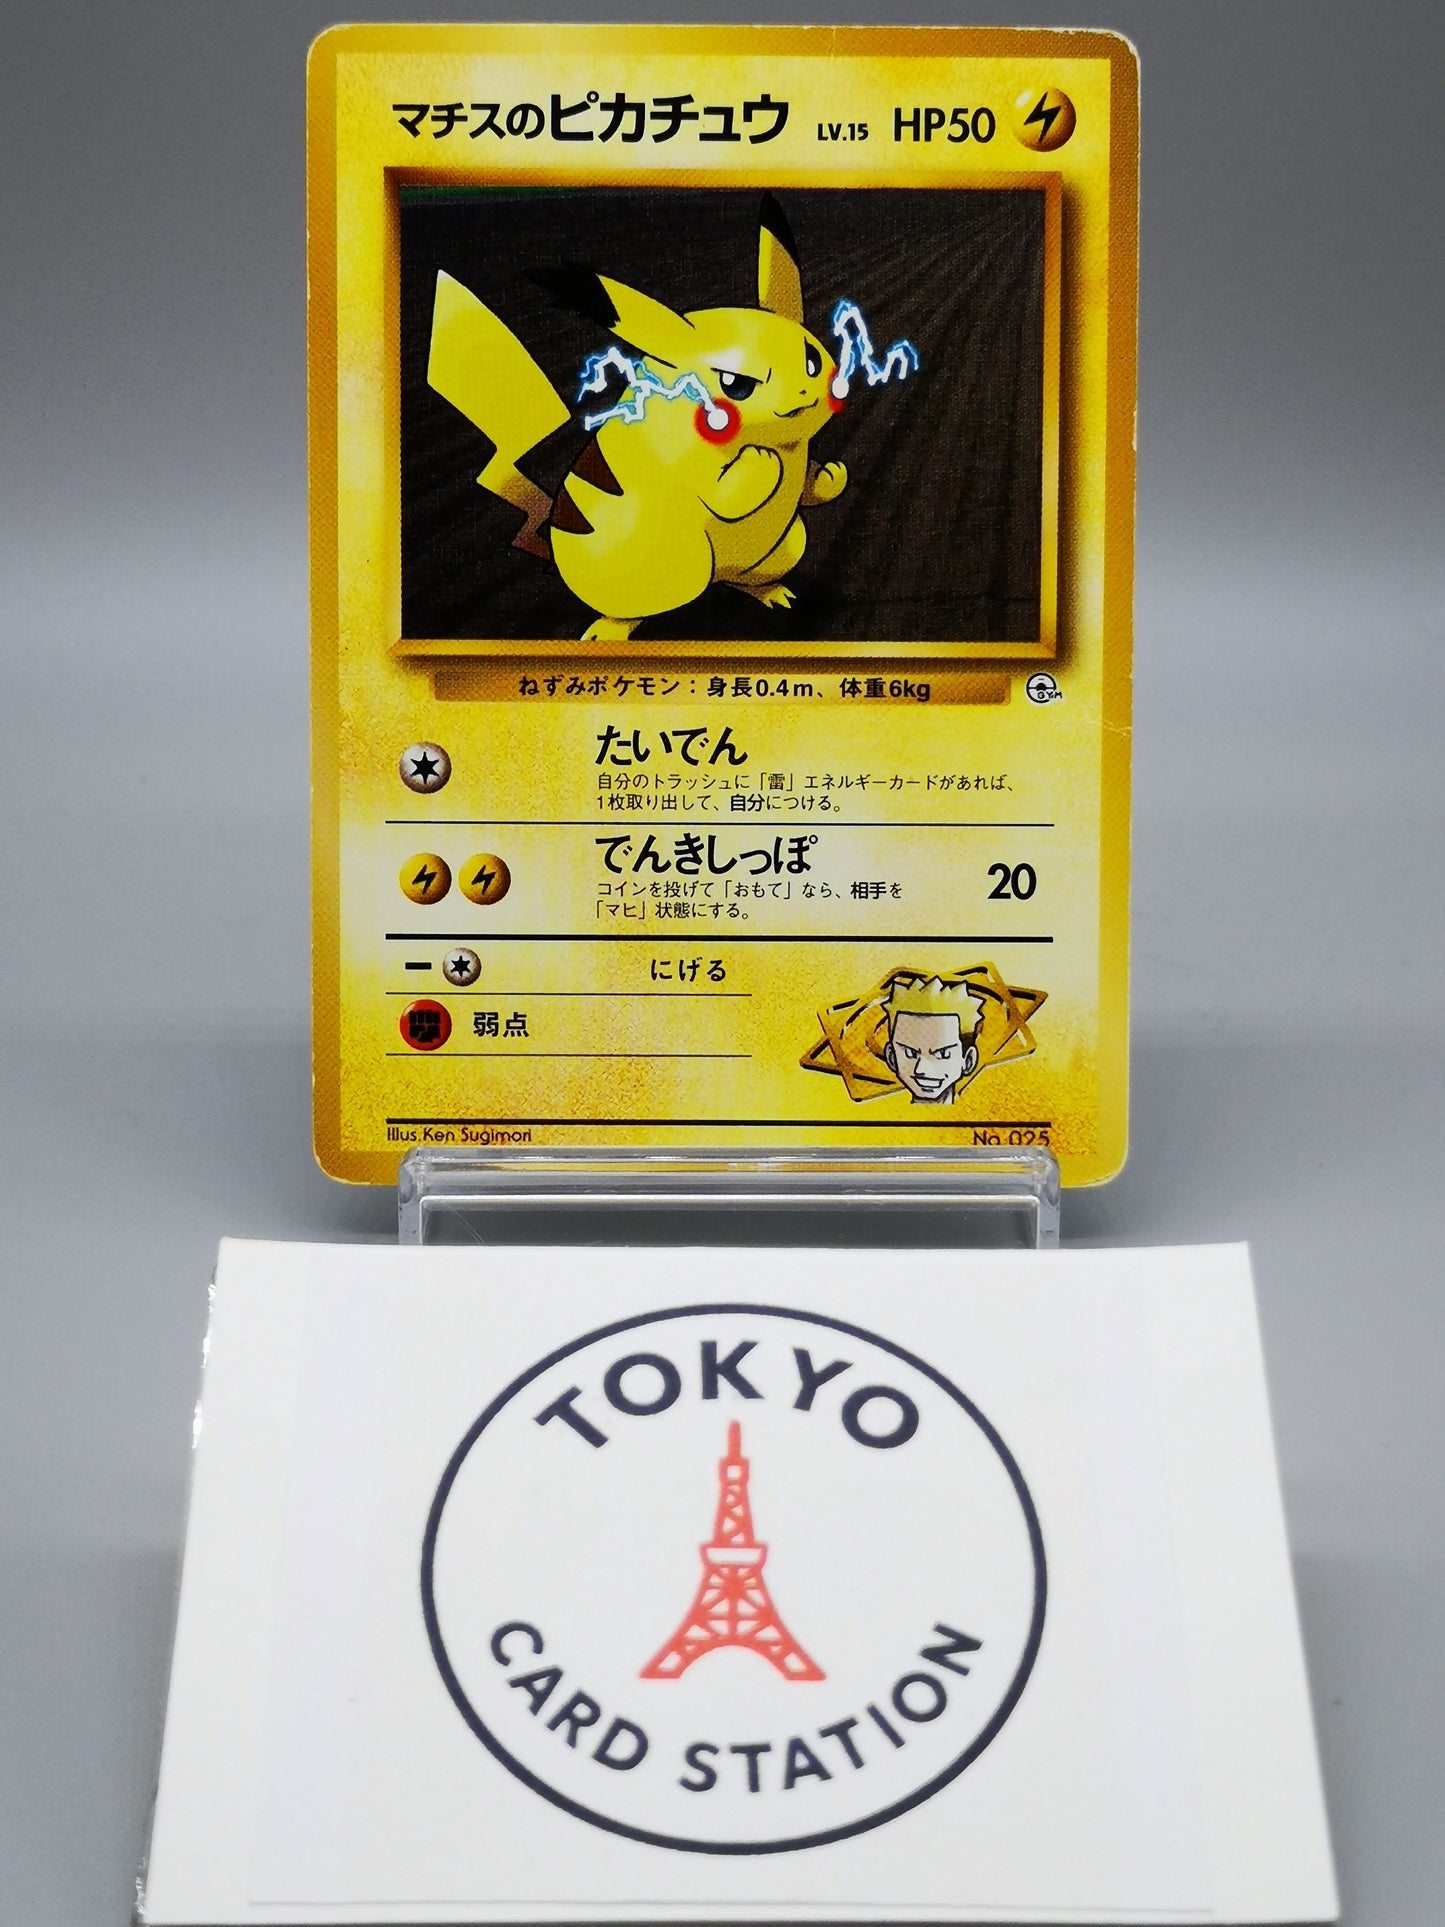 マチスのピカチュウ LV.15 HP50
ねずみポケモン：身長0.4m、体重6kg
GYM
たいでん
自分のトラッシュに「雷」エネルギーカードがあれば、
1枚取り出して、自分につける。
でんきしっぽ 20
コインを投げて「おもて」なら、相手を
「マヒ」状態にする。
ー にげる
弱点
Illus. Ken Sugimori No. 025
TOKYO
CARD STATION